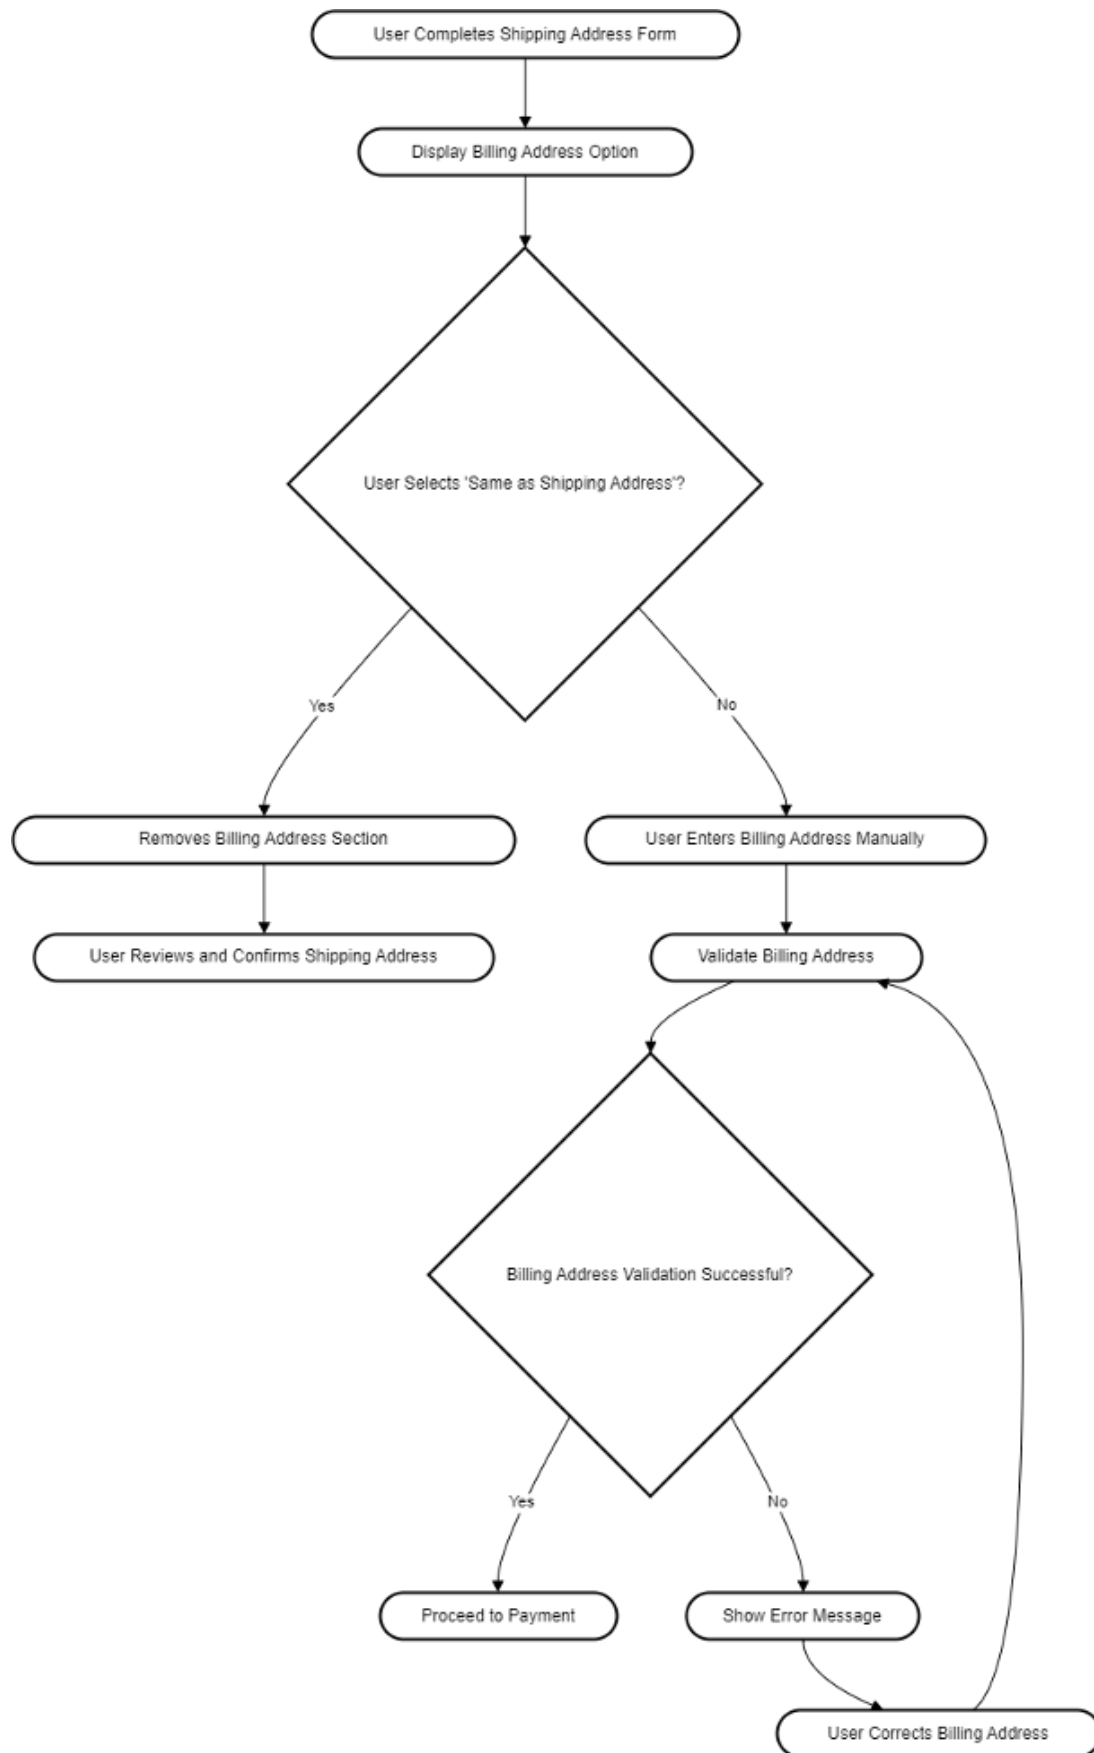 User Completes Shipping Address Form
Display Billing Address Option
User Selects 'Same as Shipping Address'?
Yes
No
Removes Billing Address Section
User Enters Billing Address Manually
User Reviews and Confirms Shipping Address
Validate Billing Address
Billing Address Validation Successful?
Yes
No
Proceed to Payment
Show Error Message
User Corrects Billing Address